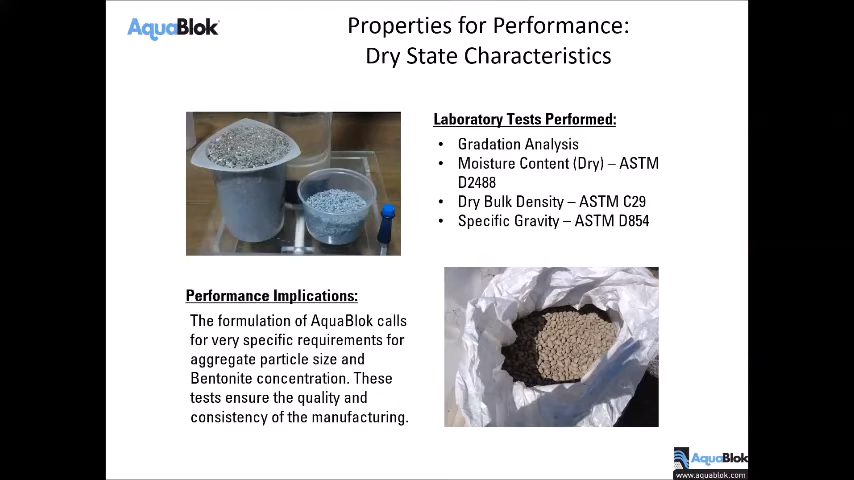 AquaBlok
Properties for Performance:
Dry State Characteristics
Laboratory Tests Performed:
• Gradation Analysis
• Moisture Content (Dry) – ASTM
D2488
• Dry Bulk Density – ASTM C29
• Specific Gravity – ASTM D854
Performance Implications:
The formulation of AquaBlok calls
for very specific requirements for
aggregate particle size and
Bentonite concentration. These
tests ensure the quality and
consistency of the manufacturing.
AquaBlok
www.aquablok.com